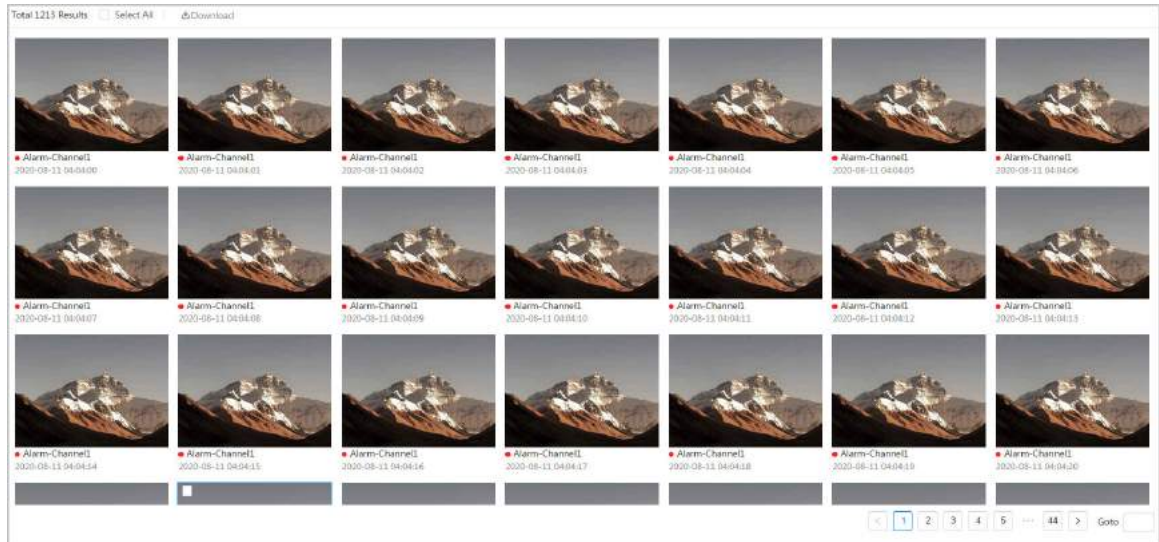 Total 1213 Results Select All Download
Alarm-Channel1 Alarm-Channel1 Alarm-Channel1 Alarm-Channel1 Alarm-Channel1 Alarm-Channel1 Alarm-Channel1
2020-08-11 04:04:00 2020-08-11 04:04:01 2020-08-11 04:04:02 2020-08-11 04:04:03 2020-08-11 04:04:04 2020-08-11 04:04:05 2020-08-11 04:04:06
Alarm-Channel1 Alarm-Channel1 Alarm-Channel1 Alarm-Channel1 Alarm-Channel1 Alarm-Channel1 Alarm-Channel1
2020-08-11 04:04:07 2020-08-11 04:04:08 2020-08-11 04:04:09 2020-08-11 04:04:10 2020-08-11 04:04:11 2020-08-11 04:04:12 2020-08-11 04:04:13
Alarm-Channel1 Alarm-Channel1 Alarm-Channel1 Alarm-Channel1 Alarm-Channel1 Alarm-Channel1 Alarm-Channel1
2020-08-11 04:04:14 2020-08-11 04:04:15 2020-08-11 04:04:16 2020-08-11 04:04:17 2020-08-11 04:04:18 2020-08-11 04:04:19 2020-08-11 04:04:20
< 1 2 3 4 5 ··· 44 > Goto